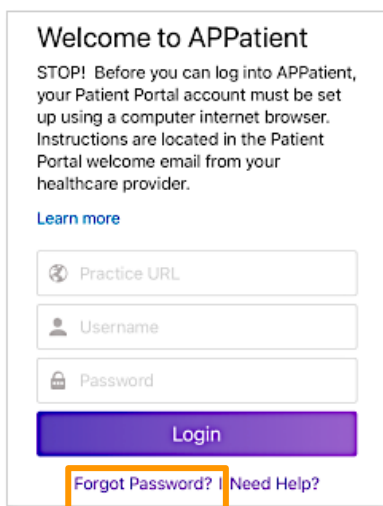 Welcome to APPatient
STOP! Before you can log into APPatient,
your Patient Portal account must be set
up using a computer internet browser.
Instructions are located in the Patient
Portal welcome email from your
healthcare provider.
Learn more
Practice URL
Username
Password
Login
Forgot Password? I Need Help?